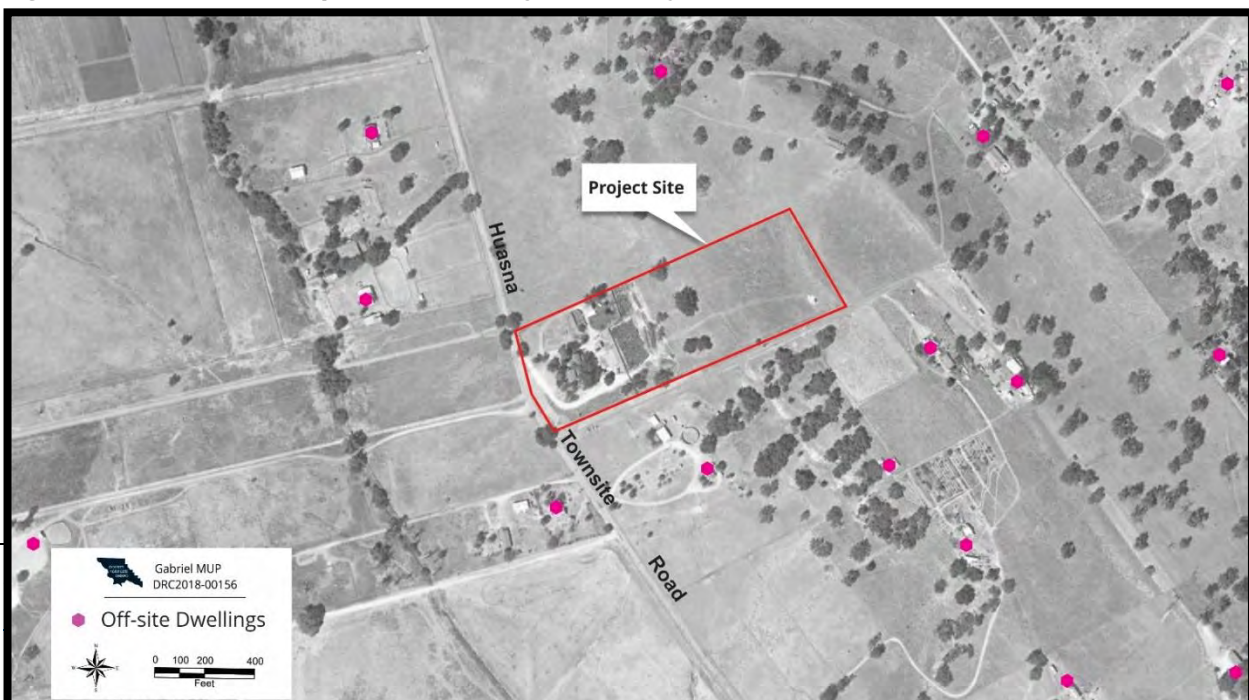 Project Site
Huasna
Townsite
Road
Gabriel MUP
DRC2018-00156
Off-site Dwellings
0 100 200 400
Feet